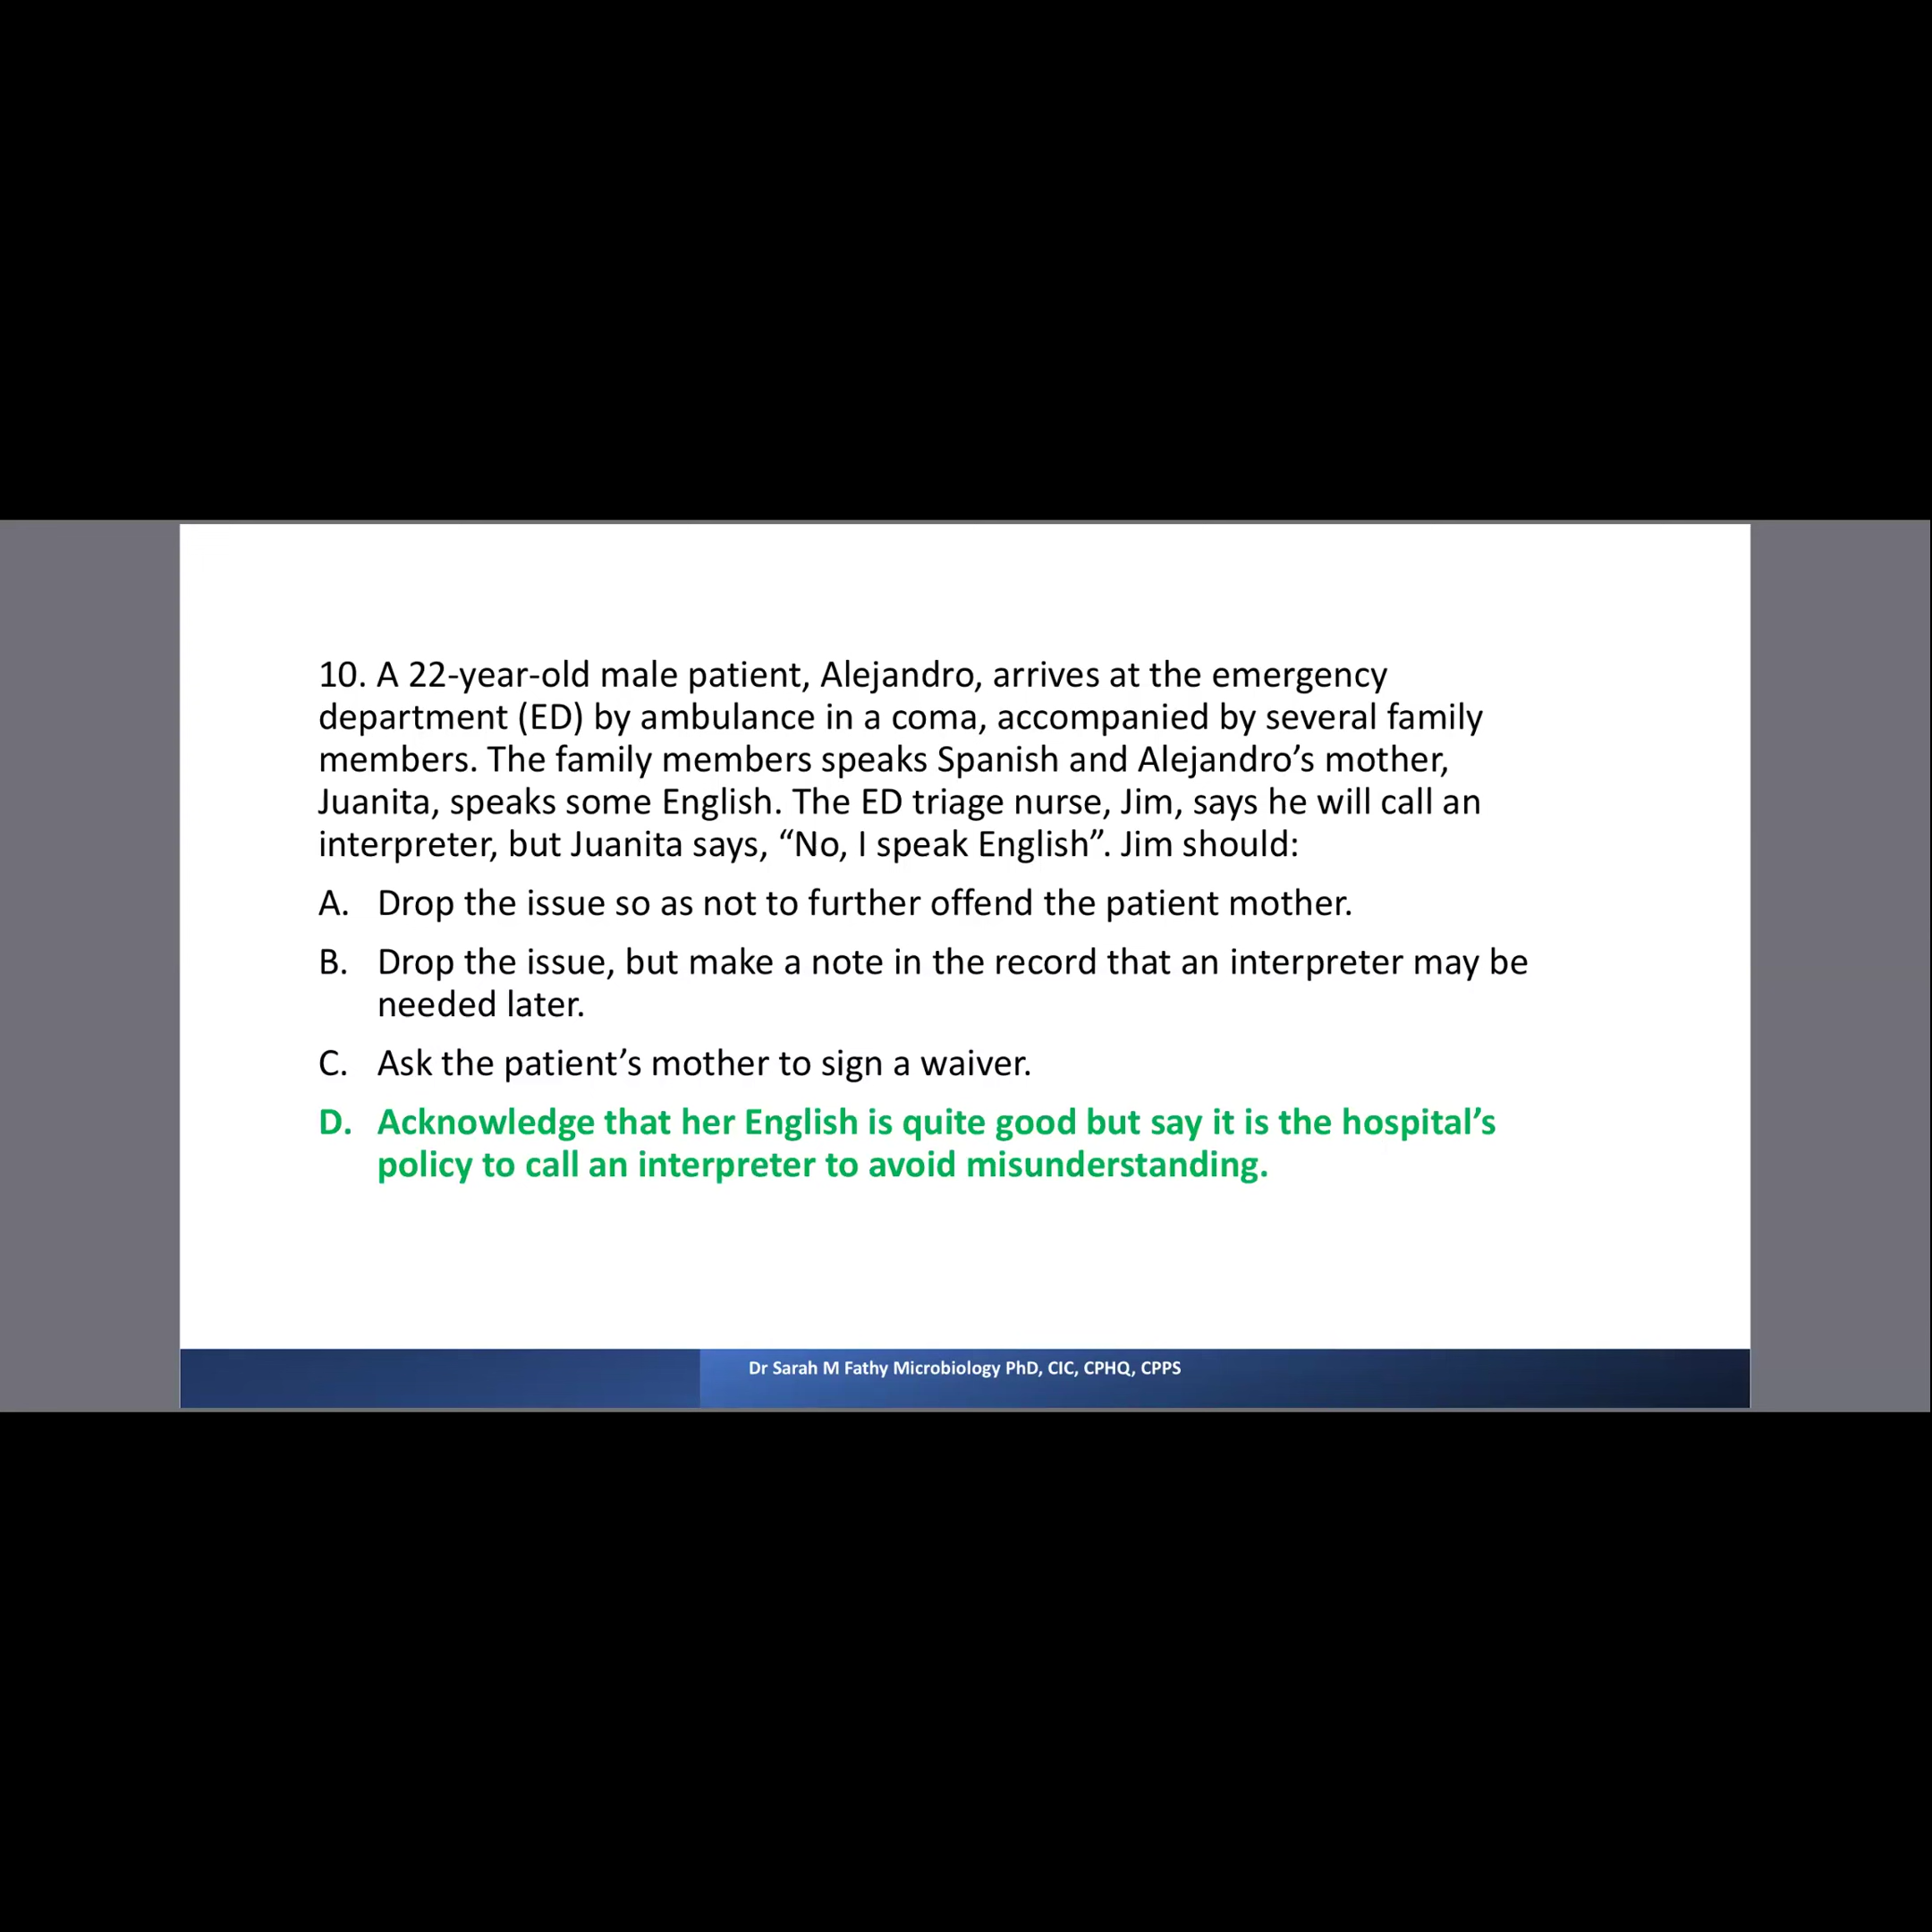 10. A 22-year-old male patient, Alejandro, arrives at the emergency
department (ED) by ambulance in a coma, accompanied by several family
members. The family members speaks Spanish and Alejandro’s mother,
Juanita, speaks some English. The ED triage nurse, Jim, says he will call an
interpreter, but Juanita says, “No, I speak English”. Jim should:
A. Drop the issue so as not to further offend the patient mother.
B. Drop the issue, but make a note in the record that an interpreter may be
needed later.
C. Ask the patient’s mother to sign a waiver.
D. Acknowledge that her English is quite good but say it is the hospital’s
policy to call an interpreter to avoid misunderstanding.
Dr Sarah M Fathy Microbiology PhD, CIC, CPHQ, CPPS